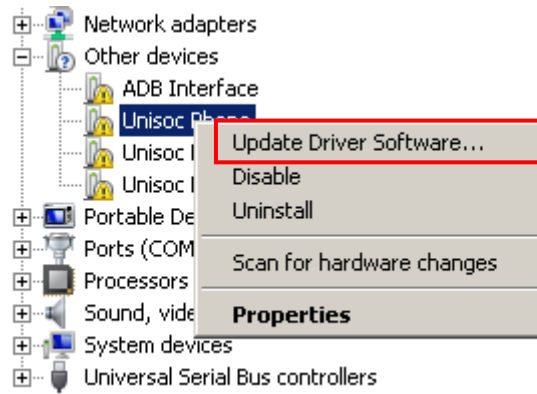 Network adapters
Other devices
ADB Interface
Unisoc Phone
Update Driver Software...
Unisoc
Disable
Unisoc
Uninstall
Portable De
Ports (COM
Scan for hardware changes
Processors
Sound, vide
Properties
System devices
Universal Serial Bus controllers